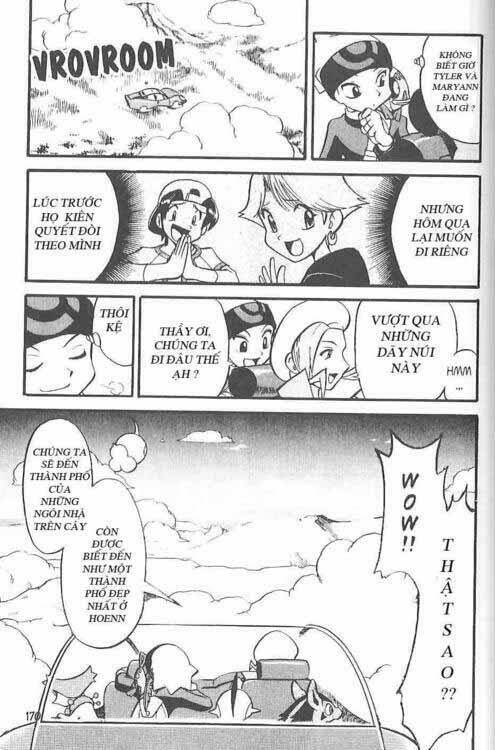 VROVROOM
KHÔNG
BIẾT GIỜ
TYLER VÀ
MARYANN
ĐANG
LÀM GÌ ?
LÚC TRƯỚC
HỌ KIÊN
QUYẾT ĐÒI
THEO MÌNH
NHƯNG
HÔM QUA
LẠI MUỐN
ĐI RIÊNG
THÔI
KỆ
THẦY ƠI,
CHÚNG TA
ĐI ĐÂU THẾ
ẠH ?
VƯỢT QUA
NHỮNG
DÃY NÚI
NÀY
HMM
...
CHÚNG TA
SẼ ĐẾN
THÀNH PHỐ
CỦA
NHỮNG
NGÔI NHÀ
TRÊN CÂY
CÒN
ĐƯỢC
BIẾT ĐẾN
NHƯ MỘT
THÀNH
PHỐ ĐẸP
NHẤT Ở
HOENN
WOW!!
THẬT SAO??
170